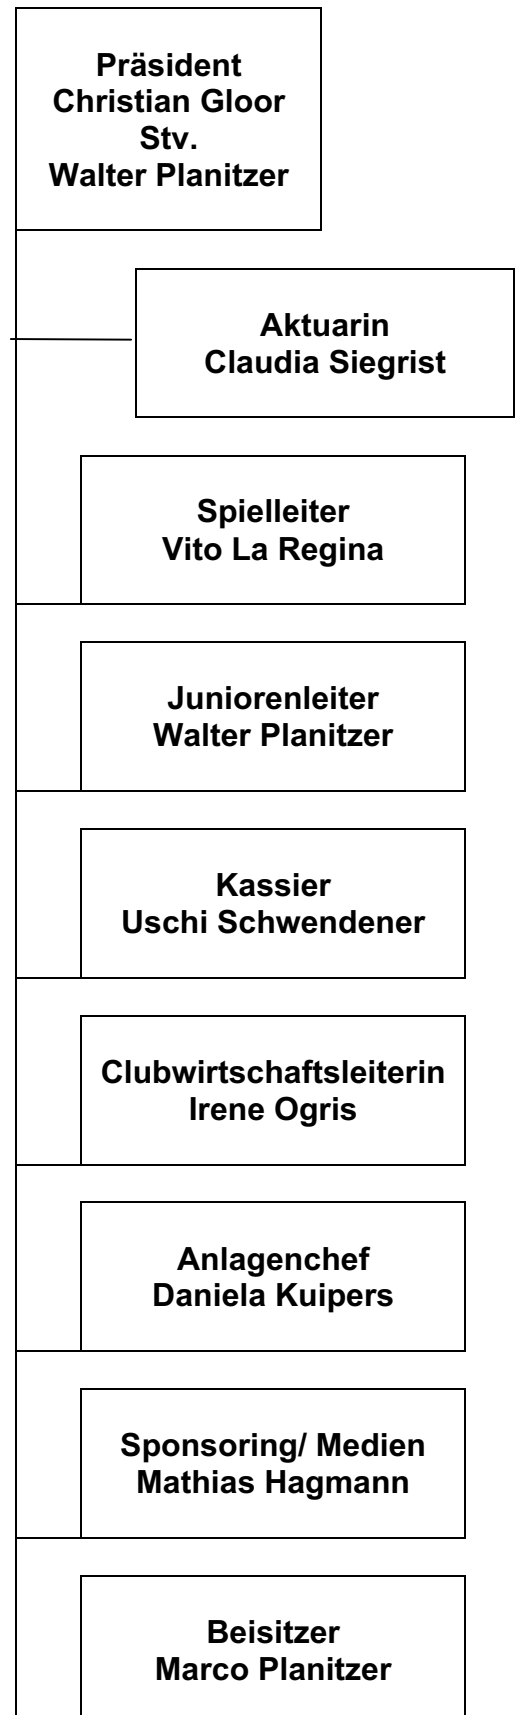 Präsident
Christian Gloor
Stv.
Walter Planitzer
Aktuarin
Claudia Siegrist
Spielleiter
Vito La Regina
Juniorenleiter
Walter Planitzer
Kassier
Uschi Schwendener
Clubwirtschaftsleiterin
Irene Ogris
Anlagenchef
Daniela Kuipers
Sponsoring/ Medien
Mathias Hagmann
Beisitzer
Marco Planitzer